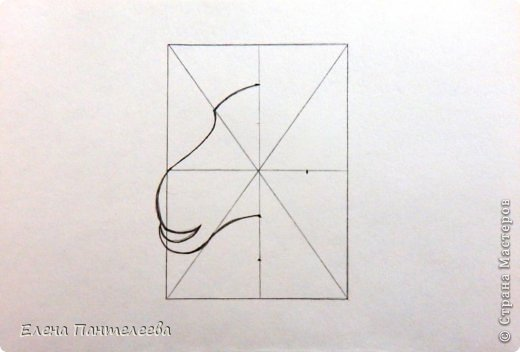 Елена Пантелеева
© Страна Мастеров